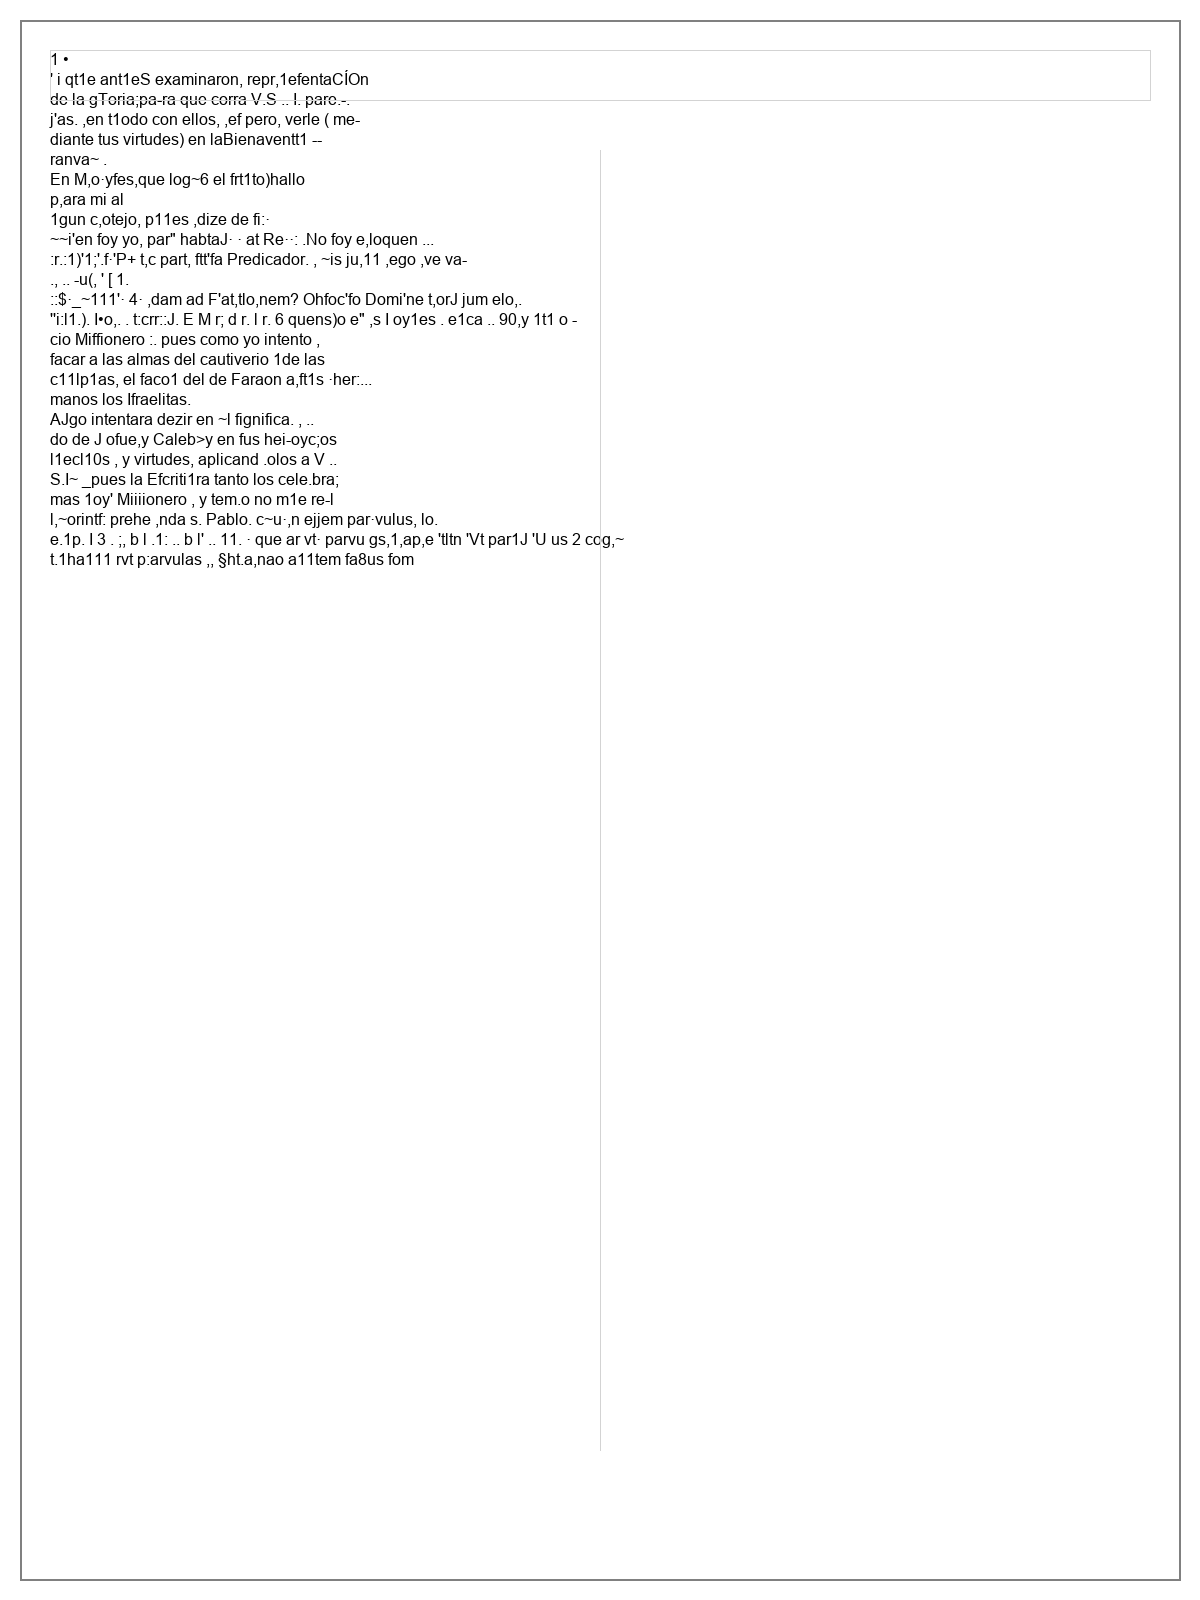 1 •
' i qt1e ant1eS examinaron, repr,1efentaCÍOn
de la gToria;pa-ra que corra V.S .. I. pare.-.
j'as. ,en t1odo con ellos, ,ef pero, verle ( me-
diante tus virtudes) en laBienaventt1 --
ranva~ .
En M,o·yfes,que log~6 el frt1to)hallo
p,ara mi al
1gun c,otejo, p11es ,dize de fi:·
~~i'en foy yo, par" habtaJ· · at Re··: .No foy e,loquen ...
:r.:1)'1;'.f·'P+ t,c part, ftt'fa Predicador. , ~is ju,11 ,ego ,ve va-
., .. -u(, ' [ 1.
::$·_~111'· 4· ,dam ad F'at,tlo,nem? Ohfoc'fo Domi'ne t,orJ jum elo,.
"i:l1.). I•o,. . t:crr::J. E M r; d r. l r. 6 quens)o e" ,s I oy1es . e1ca .. 90,y 1t1 o -
cio Miffionero :. pues como yo intento ,
facar a las almas del cautiverio 1de las
c11lp1as, el faco1 del de Faraon a,ft1s ·her:...
manos los Ifraelitas.
AJgo intentara dezir en ~l fignifica. , ..
do de J ofue,y Caleb>y en fus hei-oyc;os
l1ecl10s , y virtudes, aplicand .olos a V ..
S.I~ _pues la Efcriti1ra tanto los cele.bra;
mas 1oy' Miiiionero , y tem.o no m1e re-l
l,~orintf: prehe ,nda s. Pablo. c~u·,n ejjem par·vulus, lo.
e.1p. I 3 . ;, b l .1: .. b l' .. 11. · que ar vt· parvu gs,1,ap,e 'tltn 'Vt par1J 'U us 2 cog,~
t.1ha111 rvt p:arvulas ,, §ht.a,nao a11tem fa8us fom